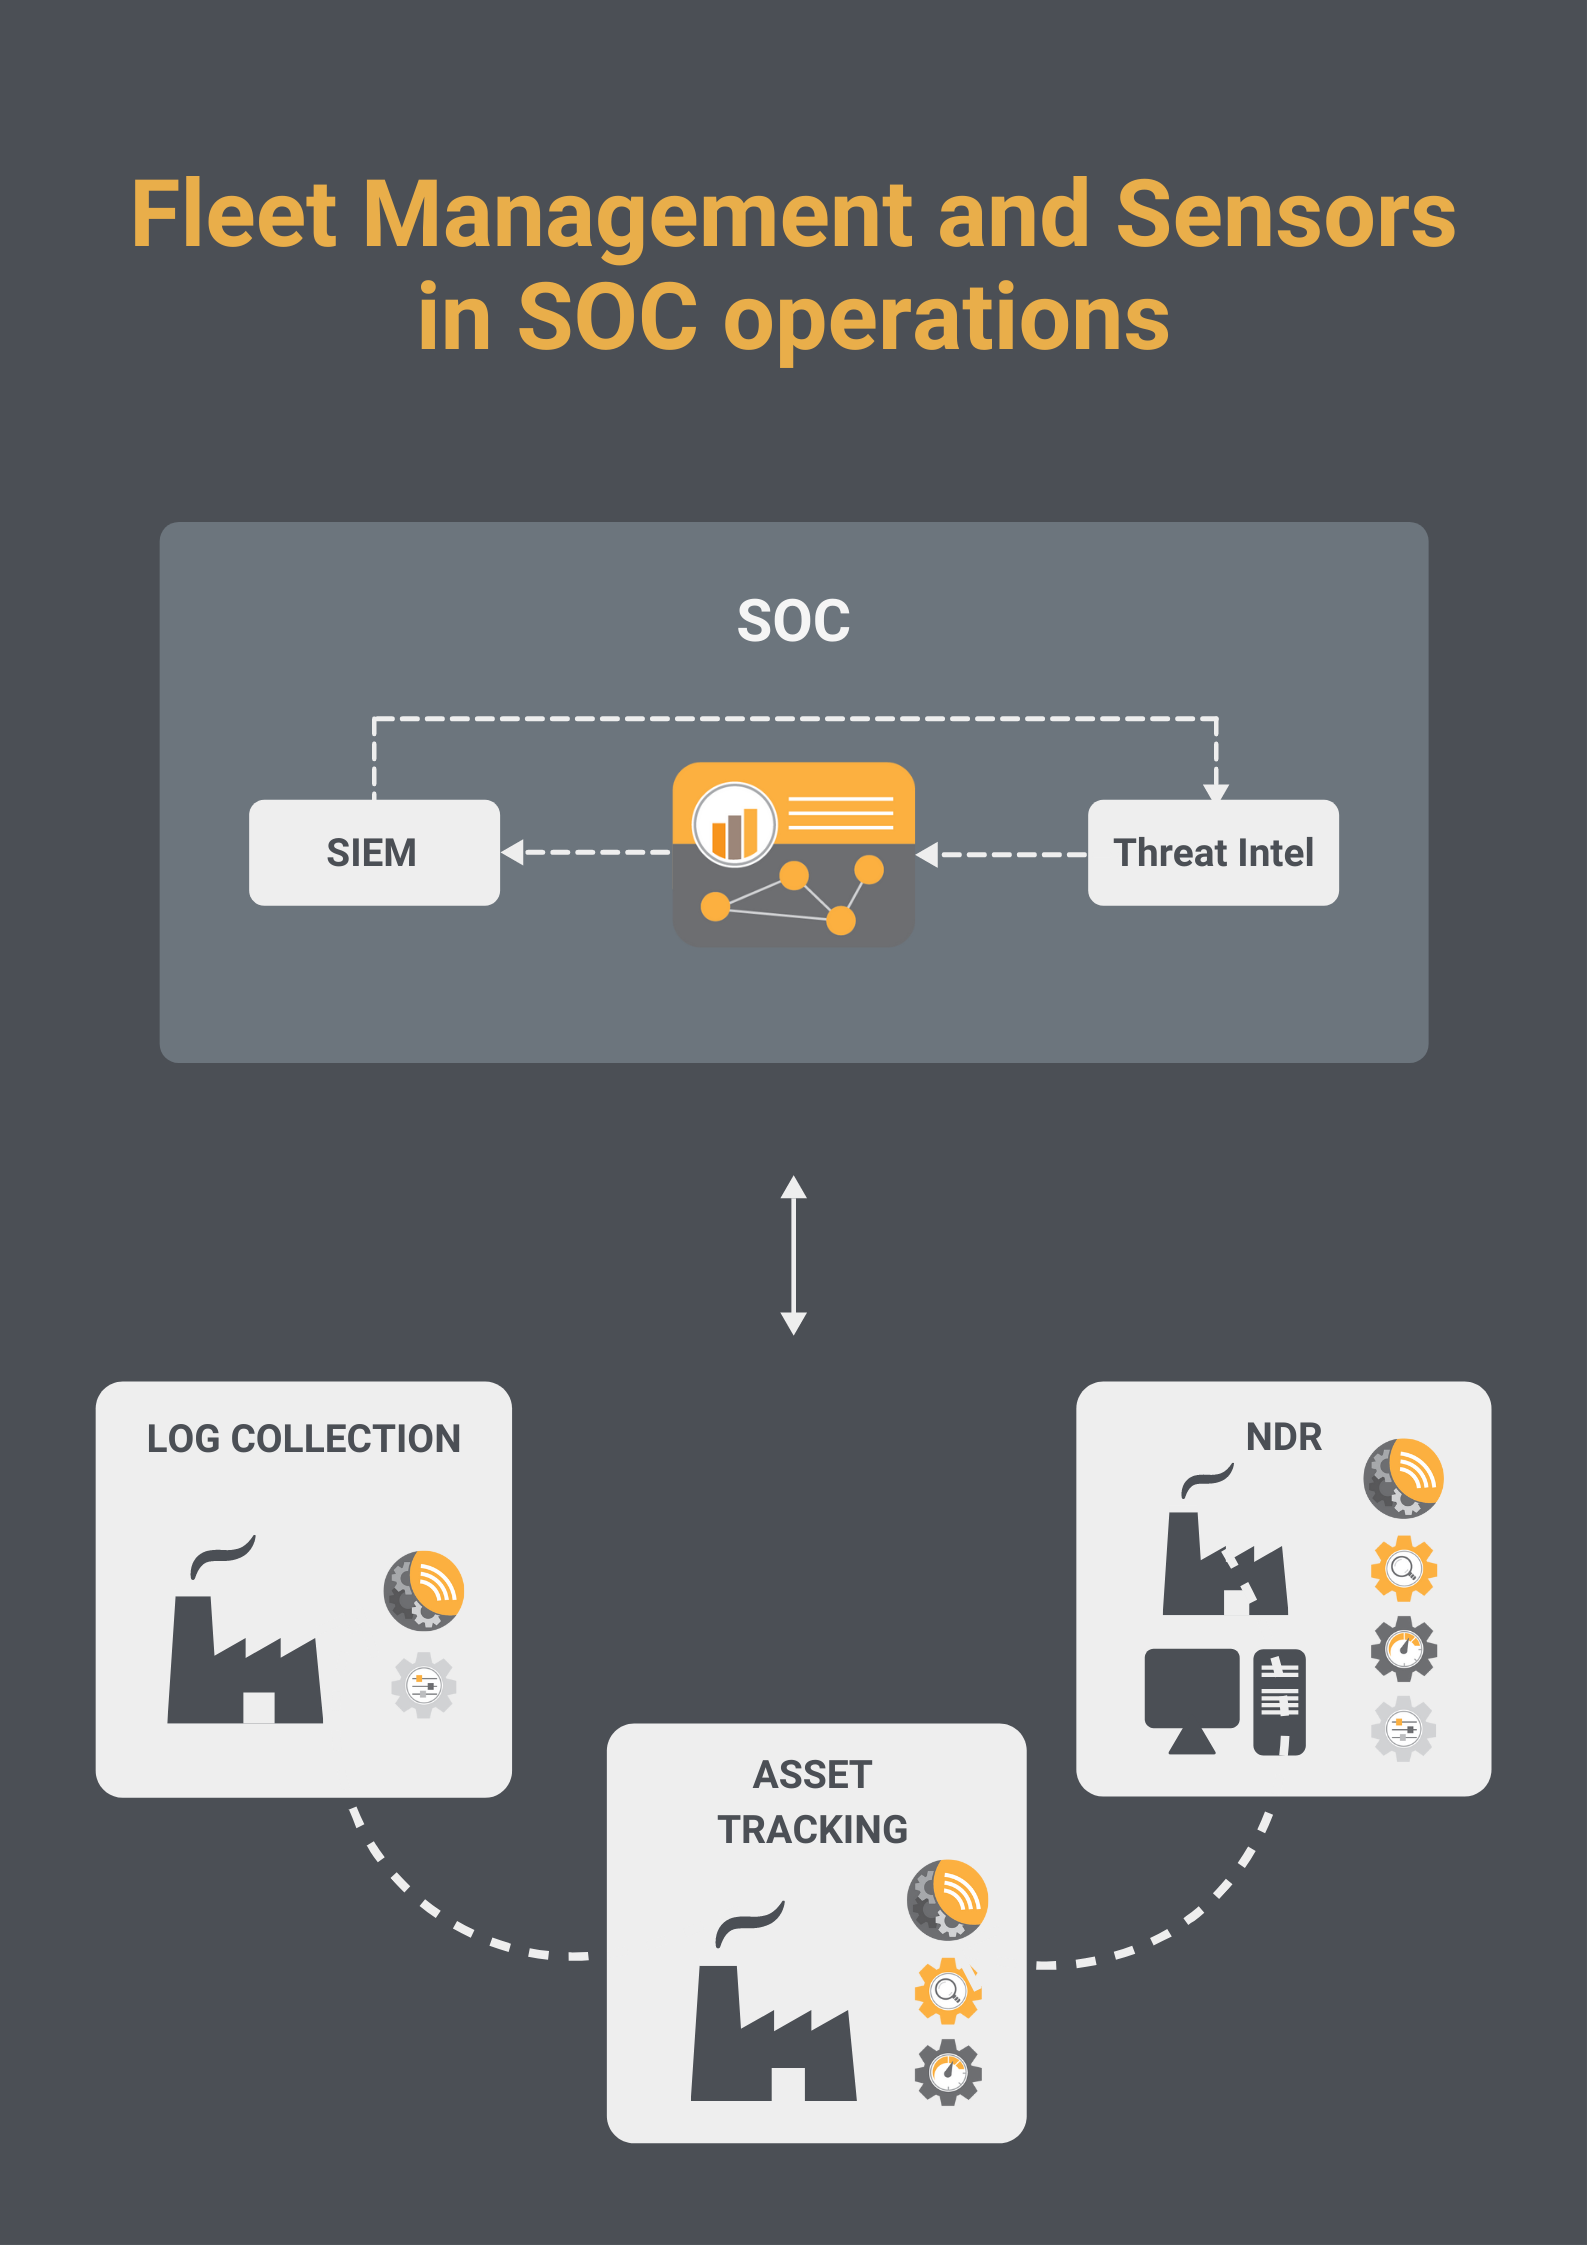 Fleet Management and Sensors
in SOC operations
SOC
SIEM
Threat Intel
LOG COLLECTION
NDR
ASSET
TRACKING